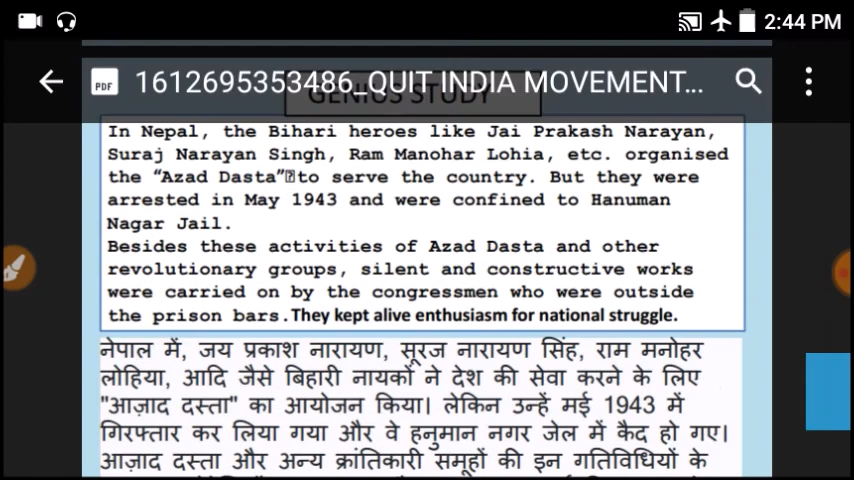 2:44 PM
1612695353486_QUIT INDIA MOVEMENT...
GENIUS STUDY
In Nepal, the Bihari heroes like Jai Prakash Narayan,
Suraj Narayan Singh, Ram Manohar Lohia, etc. organised
the “Azad Dasta” to serve the country. But they were
arrested in May 1943 and were confined to Hanuman
Nagar Jail.
Besides these activities of Azad Dasta and other
revolutionary groups, silent and constructive works
were carried on by the congressmen who were outside
the prison bars. They kept alive enthusiasm for national struggle.
नेपाल में, जय प्रकाश नारायण, सूरज नारायण सिंह, राम मनोहर
लोहिया, आदि जैसे बिहारी नायकों ने देश की सेवा करने के लिए
"आज़ाद दस्ता" का आयोजन किया। लेकिन उन्हें मई 1943 में
गिरफ्तार कर लिया गया और वे हनुमान नगर जेल में कैद हो गए।
आज़ाद दस्ता और अन्य क्रांतिकारी समूहों की इन गतिविधियों के